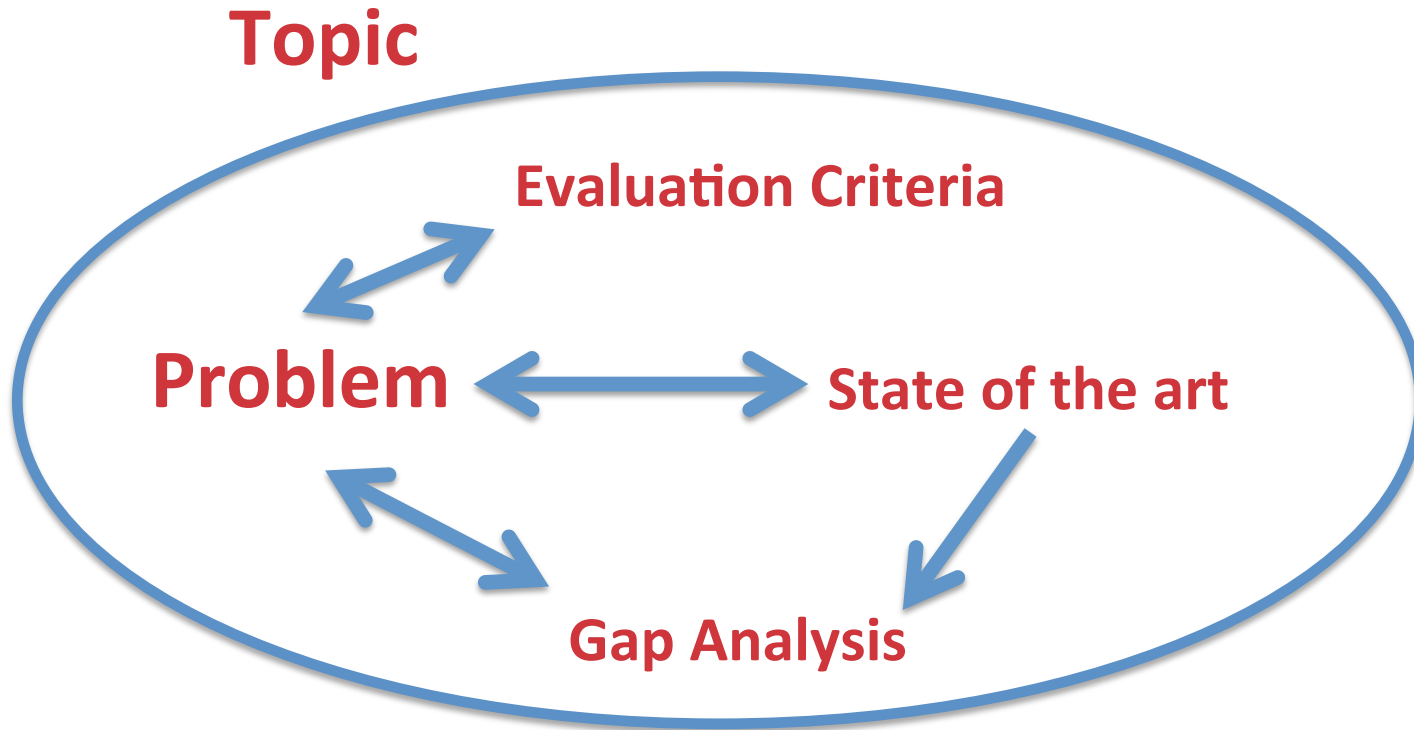 Topic
Evaluation Criteria
Problem
State of the art
Gap Analysis